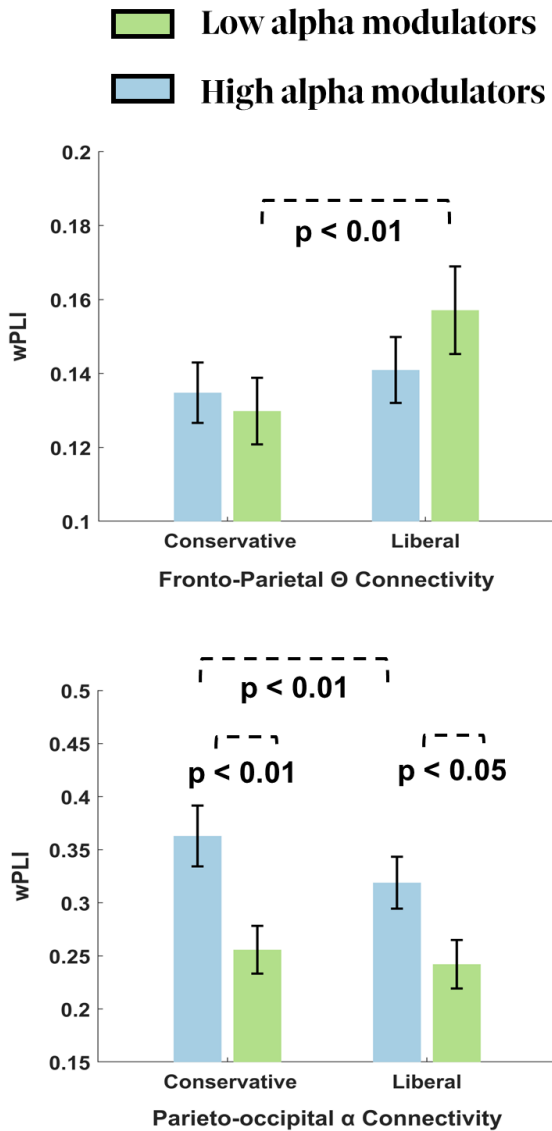 Low alpha modulators
High alpha modulators
0.2
0.18
0.16
0.14
0.12
0.1
wPLI
p < 0.01
Conservative Liberal
Fronto-Parietal Θ Connectivity
0.5
0.45
0.4
0.35
0.3
0.25
0.2
0.15
wPLI
p < 0.01
p < 0.01 p < 0.05
Conservative Liberal
Parieto-occipital α Connectivity